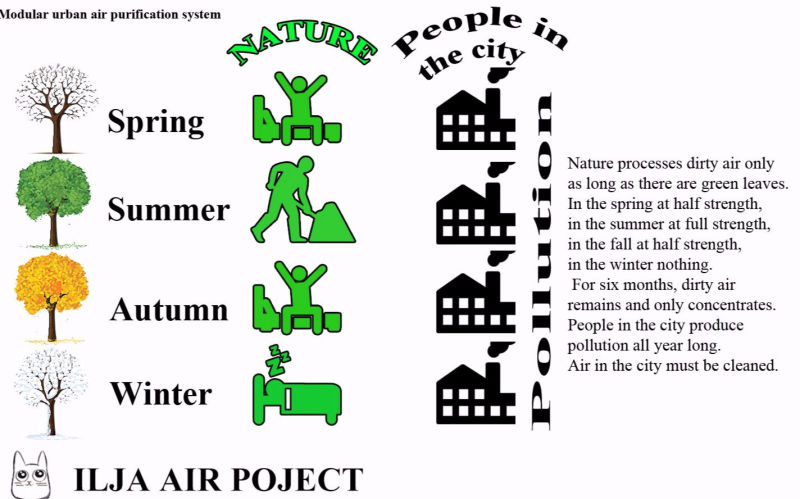 Modular urban air purification system
NATURE
People in
the city
Spring
Summer
Autumn
Winter
zzz
Pollution
Nature processes dirty air only
as long as there are green leaves.
In the spring at half strength,
in the summer at full strength,
in the fall at half strength,
in the winter nothing.
For six months, dirty air
remains and only concentrates.
People in the city produce
pollution all year long.
Air in the city must be cleaned.
ILJA AIR POJECT